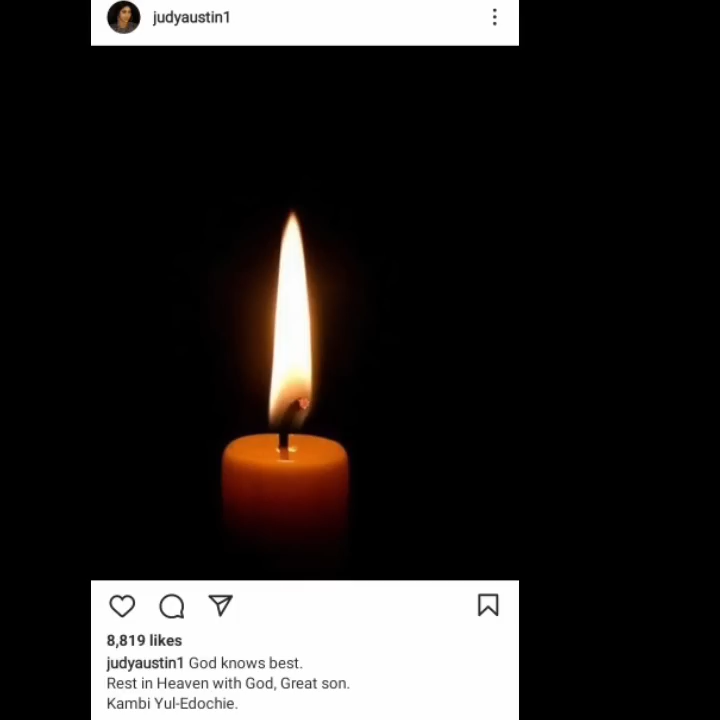 judyaustin1
8,819 likes
judyaustin1 God knows best.
Rest in Heaven with God, Great son.
Kambi Yul-Edochie.